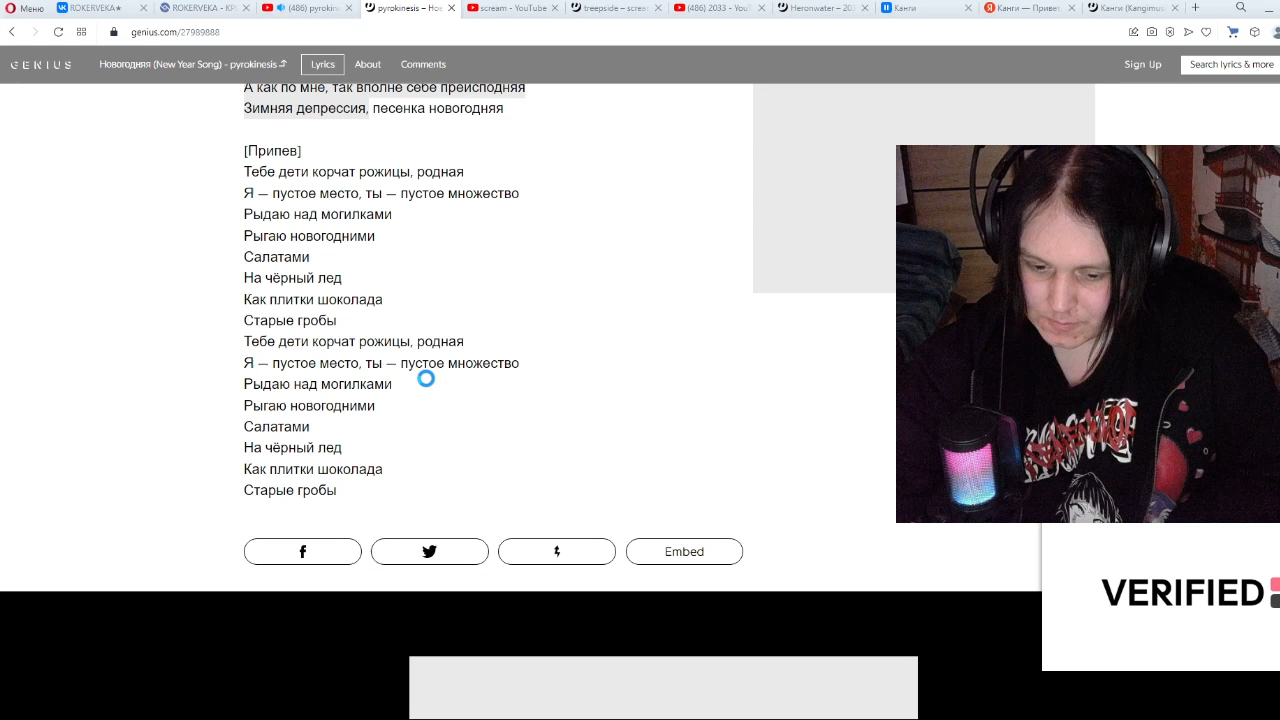 Меню
ROKERVEKA★
ROKERVEKA - КР
(486) pyrokin
pyrokinesis – Но
scream - YouTube
treepside – scre
(486) 2033 - You
Heronwater – 203
Канги
Канги — Привет,
Канги (Kangimus
genius.com/27989888
GENIUS
Новогодняя (New Year Song) - pyrokinesis
Lyrics
About
Comments
Sign Up
Search lyrics & more
А как по мне, так вполне себе преисподняя
Зимняя депрессия, песенка новогодняя
[Припев]
Тебе дети корчат рожицы, родная
Я — пустое место, ты — пустое множество
Рыдаю над могилками
Рыгаю новогодними
Салатами
На чёрный лед
Как плитки шоколада
Старые гробы
Тебе дети корчат рожицы, родная
Я — пустое место, ты — пустое множество
Рыдаю над могилками
Рыгаю новогодними
Салатами
На чёрный лед
Как плитки шоколада
Старые гробы
Embed
VERIFIED